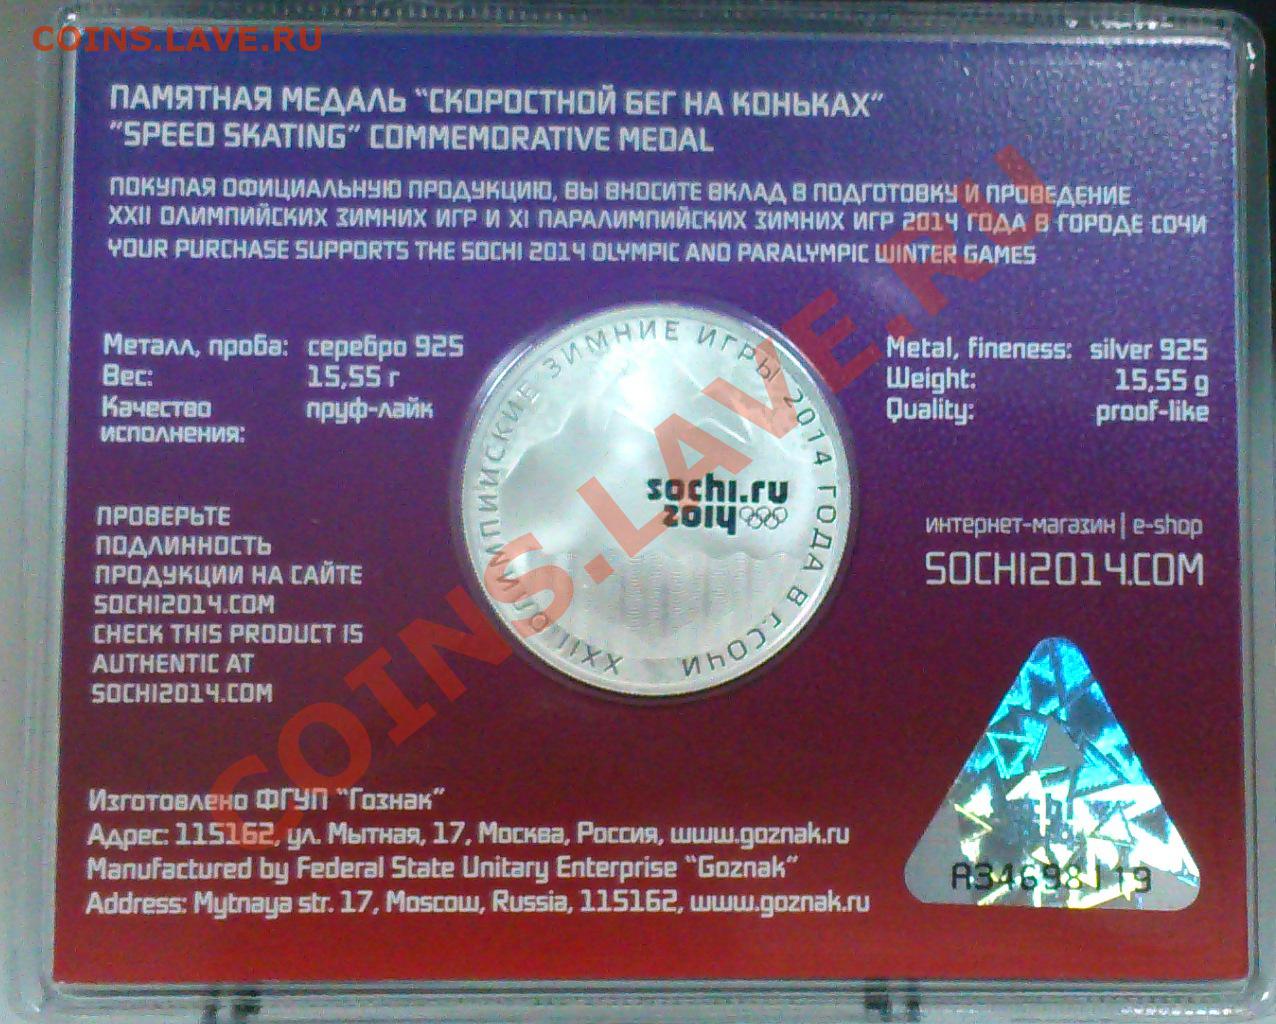 COINS.LAVE.RU
ПАМЯТНАЯ МЕДАЛЬ "СКОРОСТНОЙ БЕГ НА КОНЬКАХ"
"SPEED SKATING" COMMEMORATIVE MEDAL
ПОКУПАЯ ОФИЦИАЛЬНУЮ ПРОДУКЦИЮ, ВЫ ВНОСИТЕ ВКЛАД В ПОДГОТОВКУ И ПРОВЕДЕНИЕ
XXII ОЛИМПИЙСКИХ ЗИМНИХ ИГР И XI ПАРАЛИМПИЙСКИХ ЗИМНИХ ИГР 2014 ГОДА В ГОРОДЕ СОЧИ
YOUR PURCHASE SUPPORTS THE SOCHI 2014 OLYMPIC AND PARALYMPIC WINTER GAMES
Металл, проба: серебро 925
Вес: 15,55 г
Качество пруф-лайк
исполнения:
XXII ОЛИМПИЙСКИЕ ЗИМНИЕ ИГРЫ 2014 ГОДА В Г.СОЧИ
sochi.ru
2014
Metal, fineness: silver 925
Weight: 15,55 g
Quality: proof-like
ПРОВЕРЬТЕ
ПОДЛИННОСТЬ
ПРОДУКЦИИ НА САЙТЕ
SOCHI2014.COM
CHECK THIS PRODUCT IS
AUTHENTIC AT
SOCHI2014.COM
интернет-магазин | e-shop
SOCHI2014.COM
Изготовлено ФГУП "Гознак"
Адрес: 115162, ул. Мытная, 17, Москва, Россия, www.goznak.ru
Manufactured by Federal State Unitary Enterprise "Goznak"
Address: Mytnaya str. 17, Moscow, Russia, 115162, www.goznak.ru
A34698119
COINS.LAVE.RU